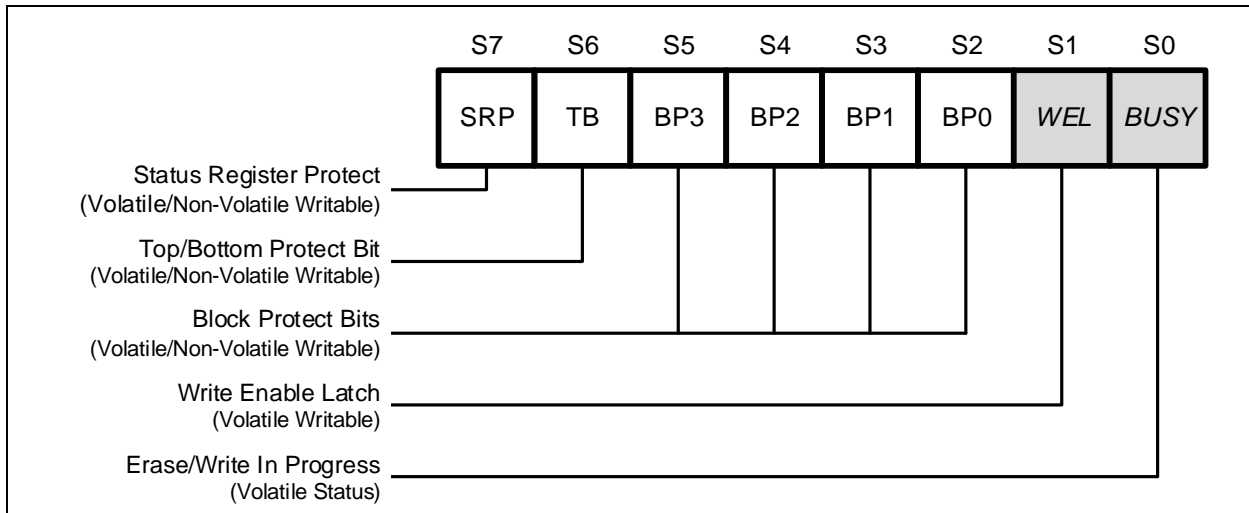 S7 S6 S5 S4 S3 S2 S1 S0
SRP TB BP3 BP2 BP1 BP0 WEL BUSY
Status Register Protect
(Volatile/Non-Volatile Writable)
Top/Bottom Protect Bit
(Volatile/Non-Volatile Writable)
Block Protect Bits
(Volatile/Non-Volatile Writable)
Write Enable Latch
(Volatile Writable)
Erase/Write In Progress
(Volatile Status)